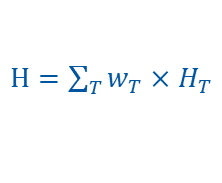 H = ∑_T w_T × H_T